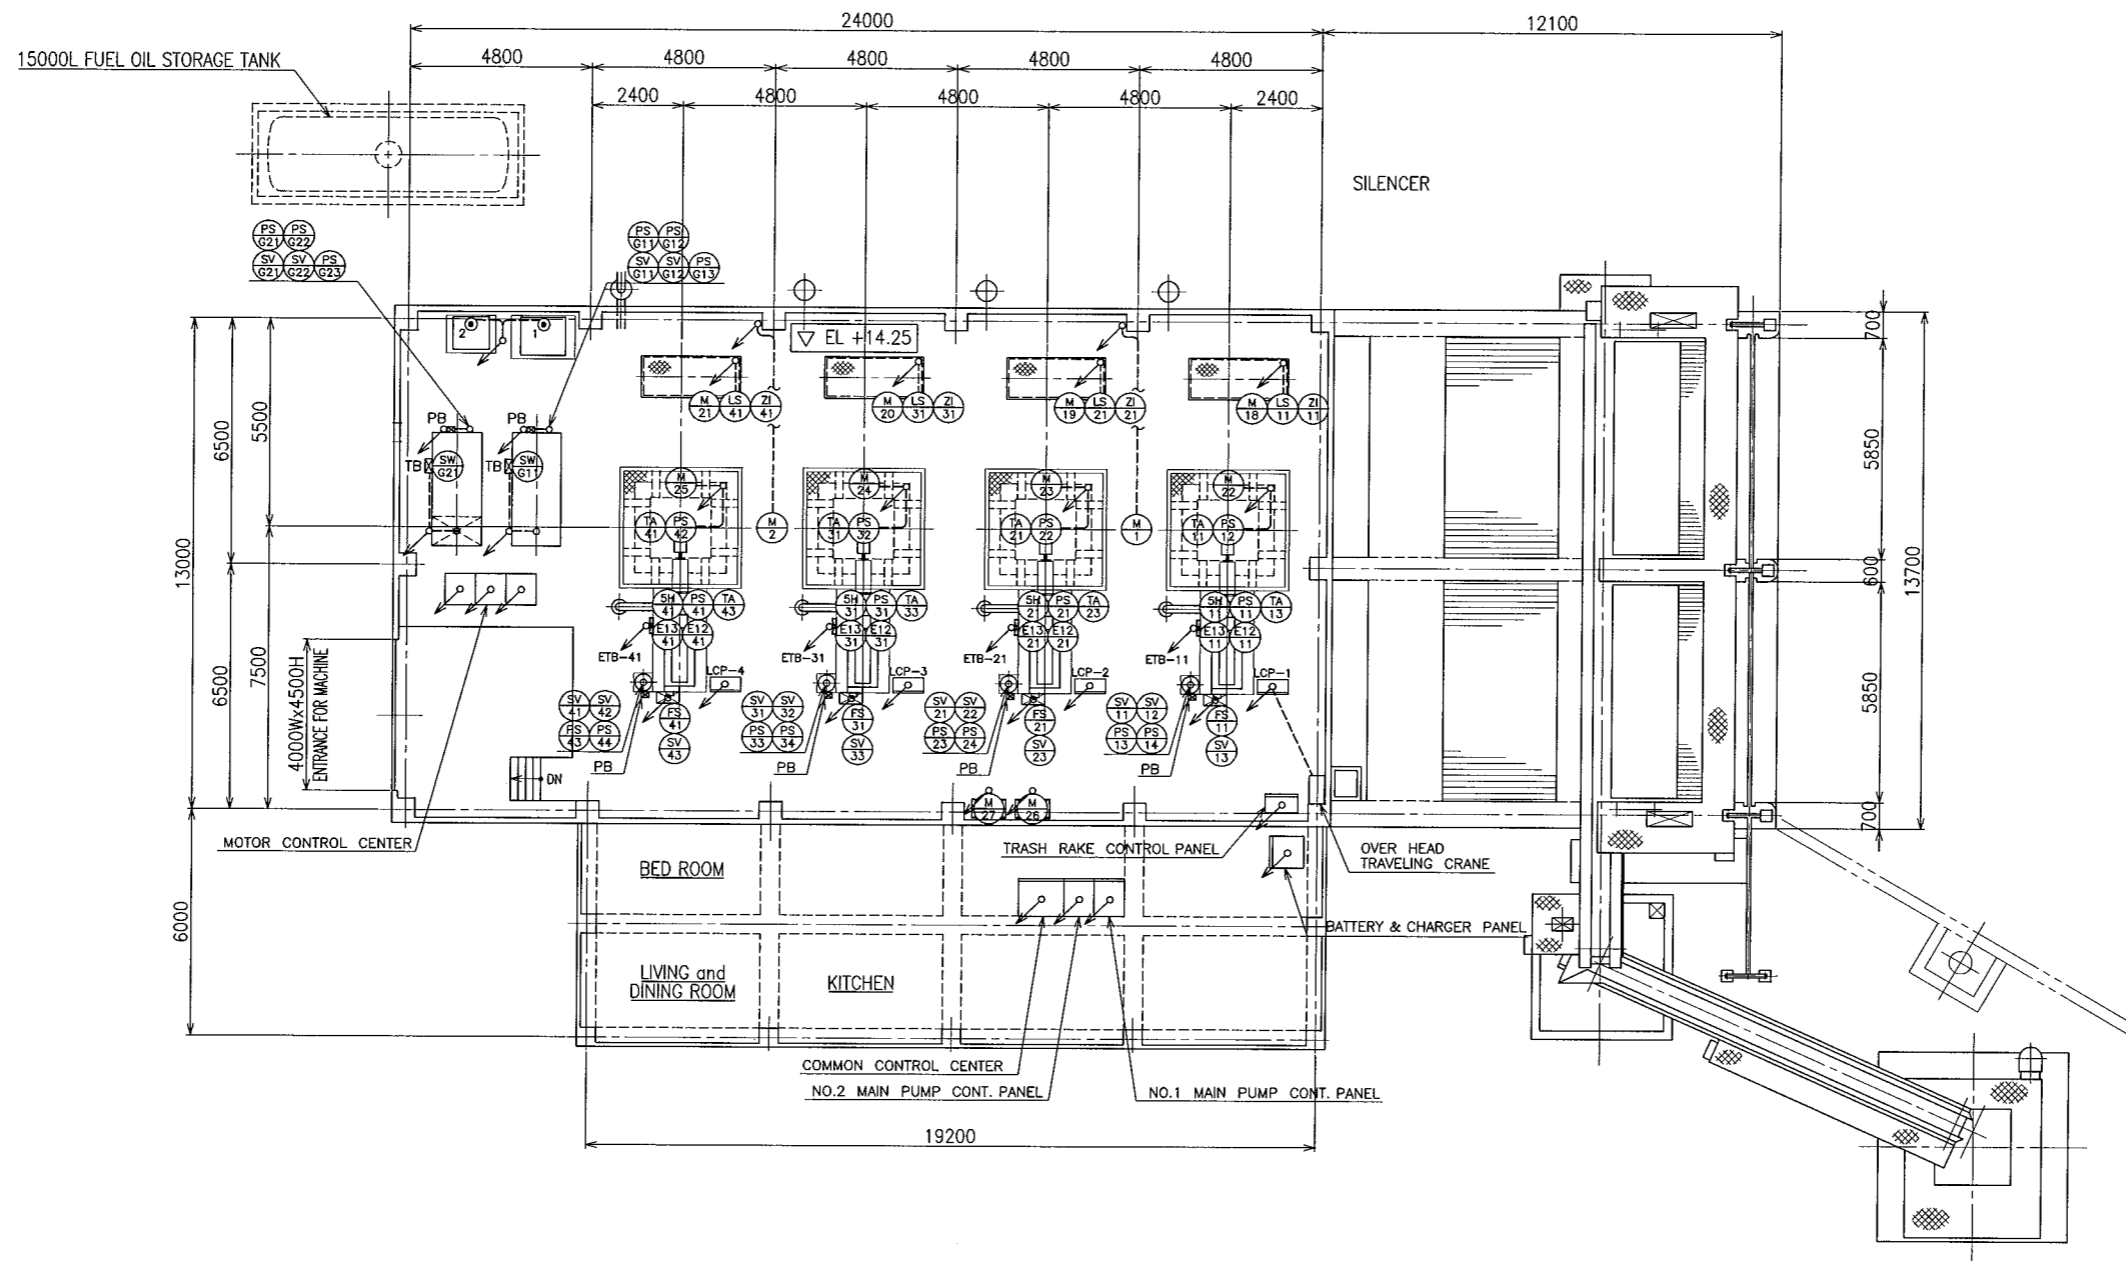 24000
12100
15000L FUEL OIL STORAGE TANK
4800
4800
4800
4800
4800
2400
4800
4800
4800
2400
SILENCER
PS G21
PS G22
SV G21
SV G22
PS G23
PS G11
PS G12
SV G11
SV G12
PS G13
2
1
EL +14.25
M 21
LS 41
ZI 41
M 20
LS 31
ZI 31
M 19
LS 21
ZI 21
M 18
LS 11
ZI 11
PB
PB
TB
SW G21
TB
SW G11
M 25
M 24
M 23
M 22
TA 41
PS 42
M 2
TA 31
PS 32
TA 21
PS 22
M 1
TA 11
PS 12
5H 41
PS 41
TA 43
5H 31
PS 31
TA 33
5H 21
PS 21
TA 23
5H 11
PS 11
TA 13
E13 41
E12 41
E13 31
E12 31
E13 21
E12 21
E13 11
E12 11
ETB-41
ETB-31
ETB-21
ETB-11
LCP-4
LCP-3
LCP-2
LCP-1
SV 41
SV 42
PS 43
PS 44
FS 41
SV 43
SV 31
SV 32
PS 33
PS 34
FS 31
SV 33
SV 21
SV 22
PS 23
PS 24
FS 21
SV 23
SV 11
SV 12
PS 13
PS 14
FS 11
SV 13
PB
PB
PB
PB
DN
M 27
M 26
13000
6500
6500
5500
7500
4000Wx4500H
ENTRANCE FOR MACHINE
6000
700
5850
600
5850
700
13700
MOTOR CONTROL CENTER
TRASH RAKE CONTROL PANEL
OVER HEAD
TRAVELING CRANE
BED ROOM
BATTERY & CHARGER PANEL
LIVING and
DINING ROOM
KITCHEN
COMMON CONTROL CENTER
NO.2 MAIN PUMP CONT. PANEL
NO.1 MAIN PUMP CONT. PANEL
19200